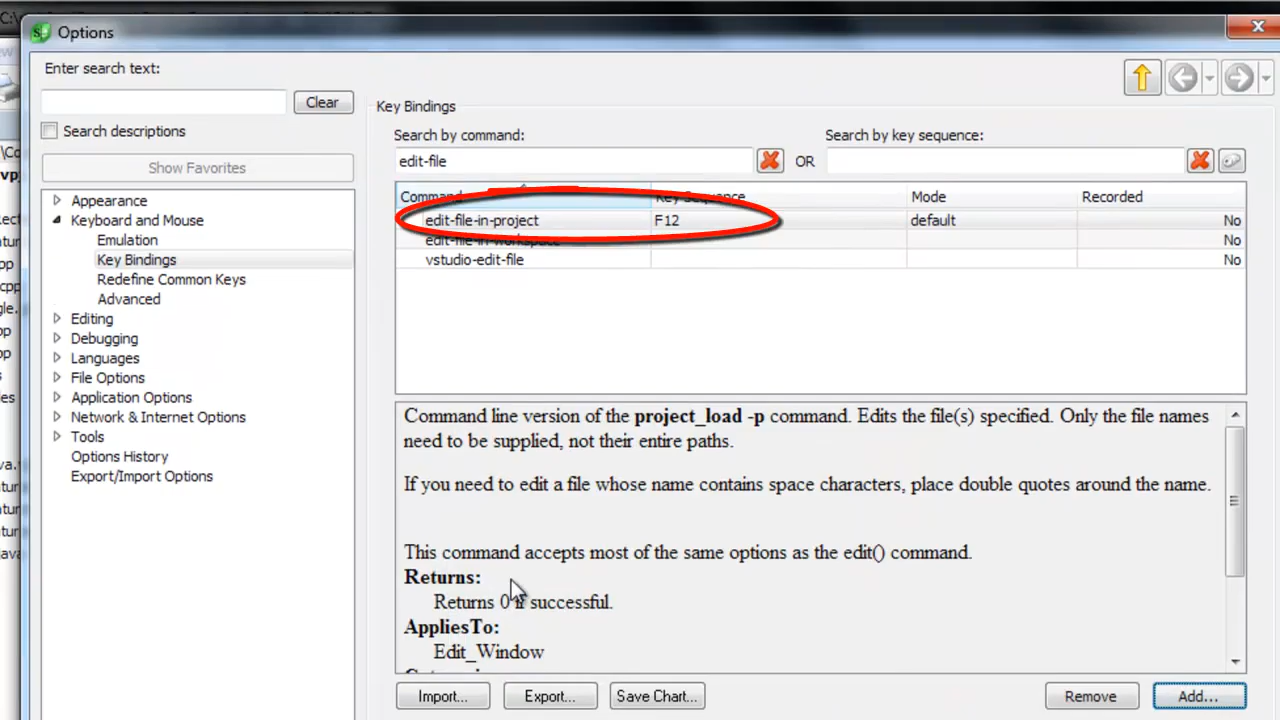 Options
Enter search text:
Clear
Search descriptions
Show Favorites
Appearance
Keyboard and Mouse
Emulation
Key Bindings
Redefine Common Keys
Advanced
Editing
Debugging
Languages
File Options
Application Options
Network & Internet Options
Tools
Options History
Export/Import Options
Key Bindings
Search by command:
Search by key sequence:
edit-file
OR
Command Key Sequence Mode Recorded
edit-file-in-project F12 default No
edit-file-in-workspace No
vstudio-edit-file No
Command line version of the project_load -p command. Edits the file(s) specified. Only the file names
need to be supplied, not their entire paths.
If you need to edit a file whose name contains space characters, place double quotes around the name.
This command accepts most of the same options as the edit() command.
Returns:
Returns 0 if successful.
AppliesTo:
Edit_Window
Import... Export... Save Chart... Remove Add...